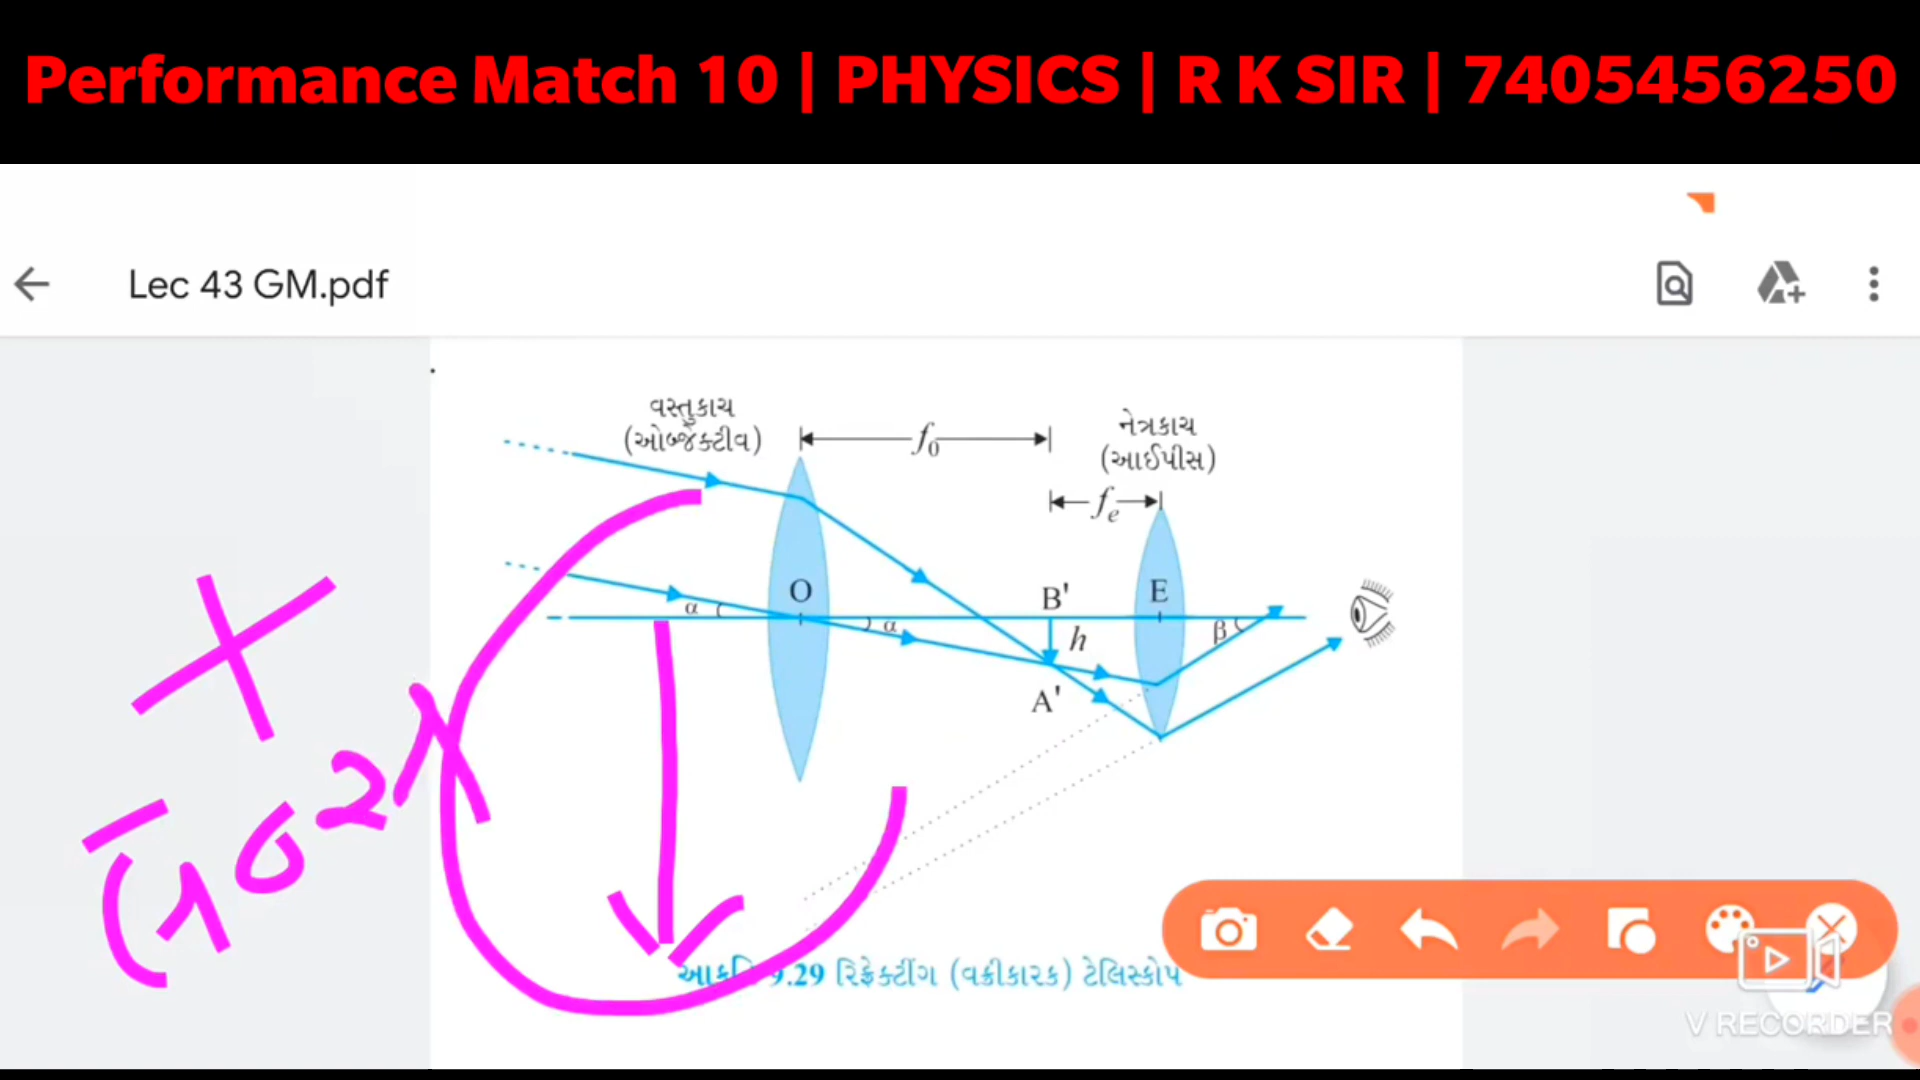 Performance Match 10 | PHYSICS | R K SIR | 7405456250
Lec 43 GM.pdf
વસ્તુકાચ
(ઓબ્જેક્ટીવ)
f₀
નેત્રકાચ
(આઈપીસ)
fₑ
O
B'
E
α
α
h
β
A'
9.29 રિફ્રેક્ટીંગ (વક્રીકારક) ટેલિસ્કોપ
V RECORDER